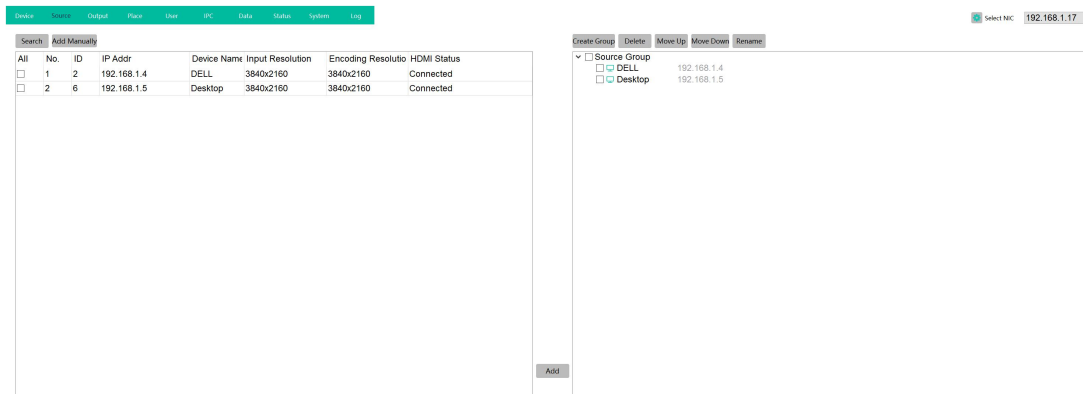 Device Source Output Place User IPC Data Status System Log Select NIC 192.168.1.17
Search Add Manually Create Group Delete Move Up Move Down Rename
All No. ID IP Addr Device Name Input Resolution Encoding Resolutio HDMI Status
1 2 192.168.1.4 DELL 3840x2160 3840x2160 Connected
2 6 192.168.1.5 Desktop 3840x2160 3840x2160 Connected
Source Group
DELL 192.168.1.4
Desktop 192.168.1.5
Add